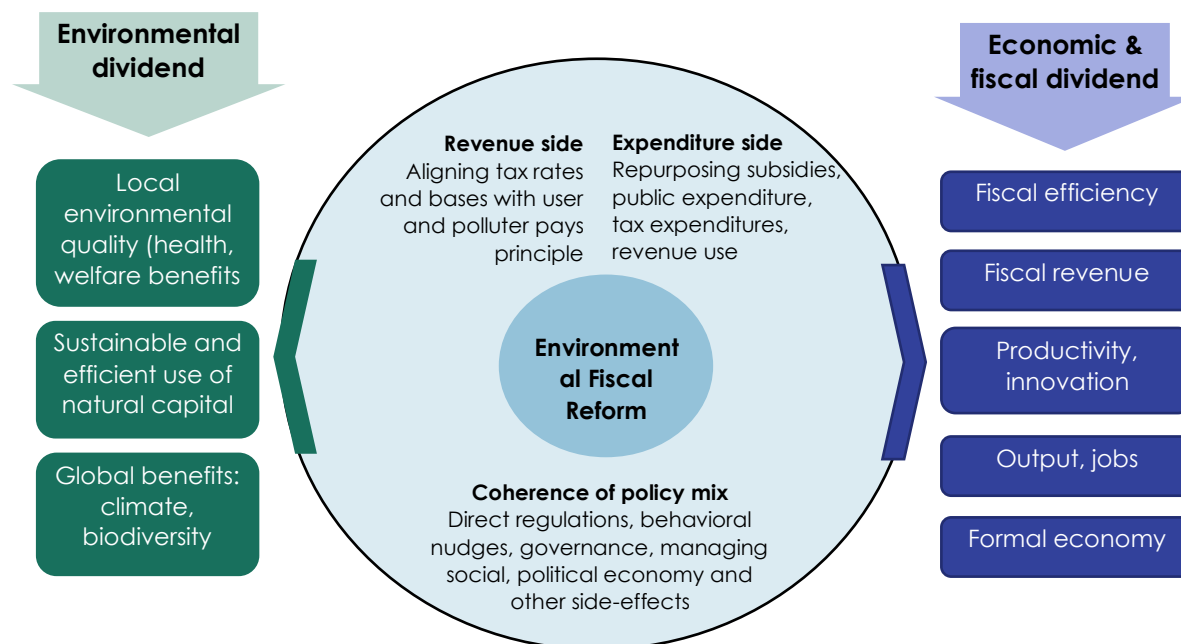 Environmental
dividend
Local
environmental
quality (health,
welfare benefits
Sustainable and
efficient use of
natural capital
Global benefits:
climate,
biodiversity
Revenue side
Aligning tax rates
and bases with user
and polluter pays
principle
Expenditure side
Repurposing subsidies,
public expenditure,
tax expenditures,
revenue use
Environment
al Fiscal
Reform
Coherence of policy mix
Direct regulations, behavioral
nudges, governance, managing
social, political economy and
other side-effects
Economic &
fiscal dividend
Fiscal efficiency
Fiscal revenue
Productivity,
innovation
Output, jobs
Formal economy